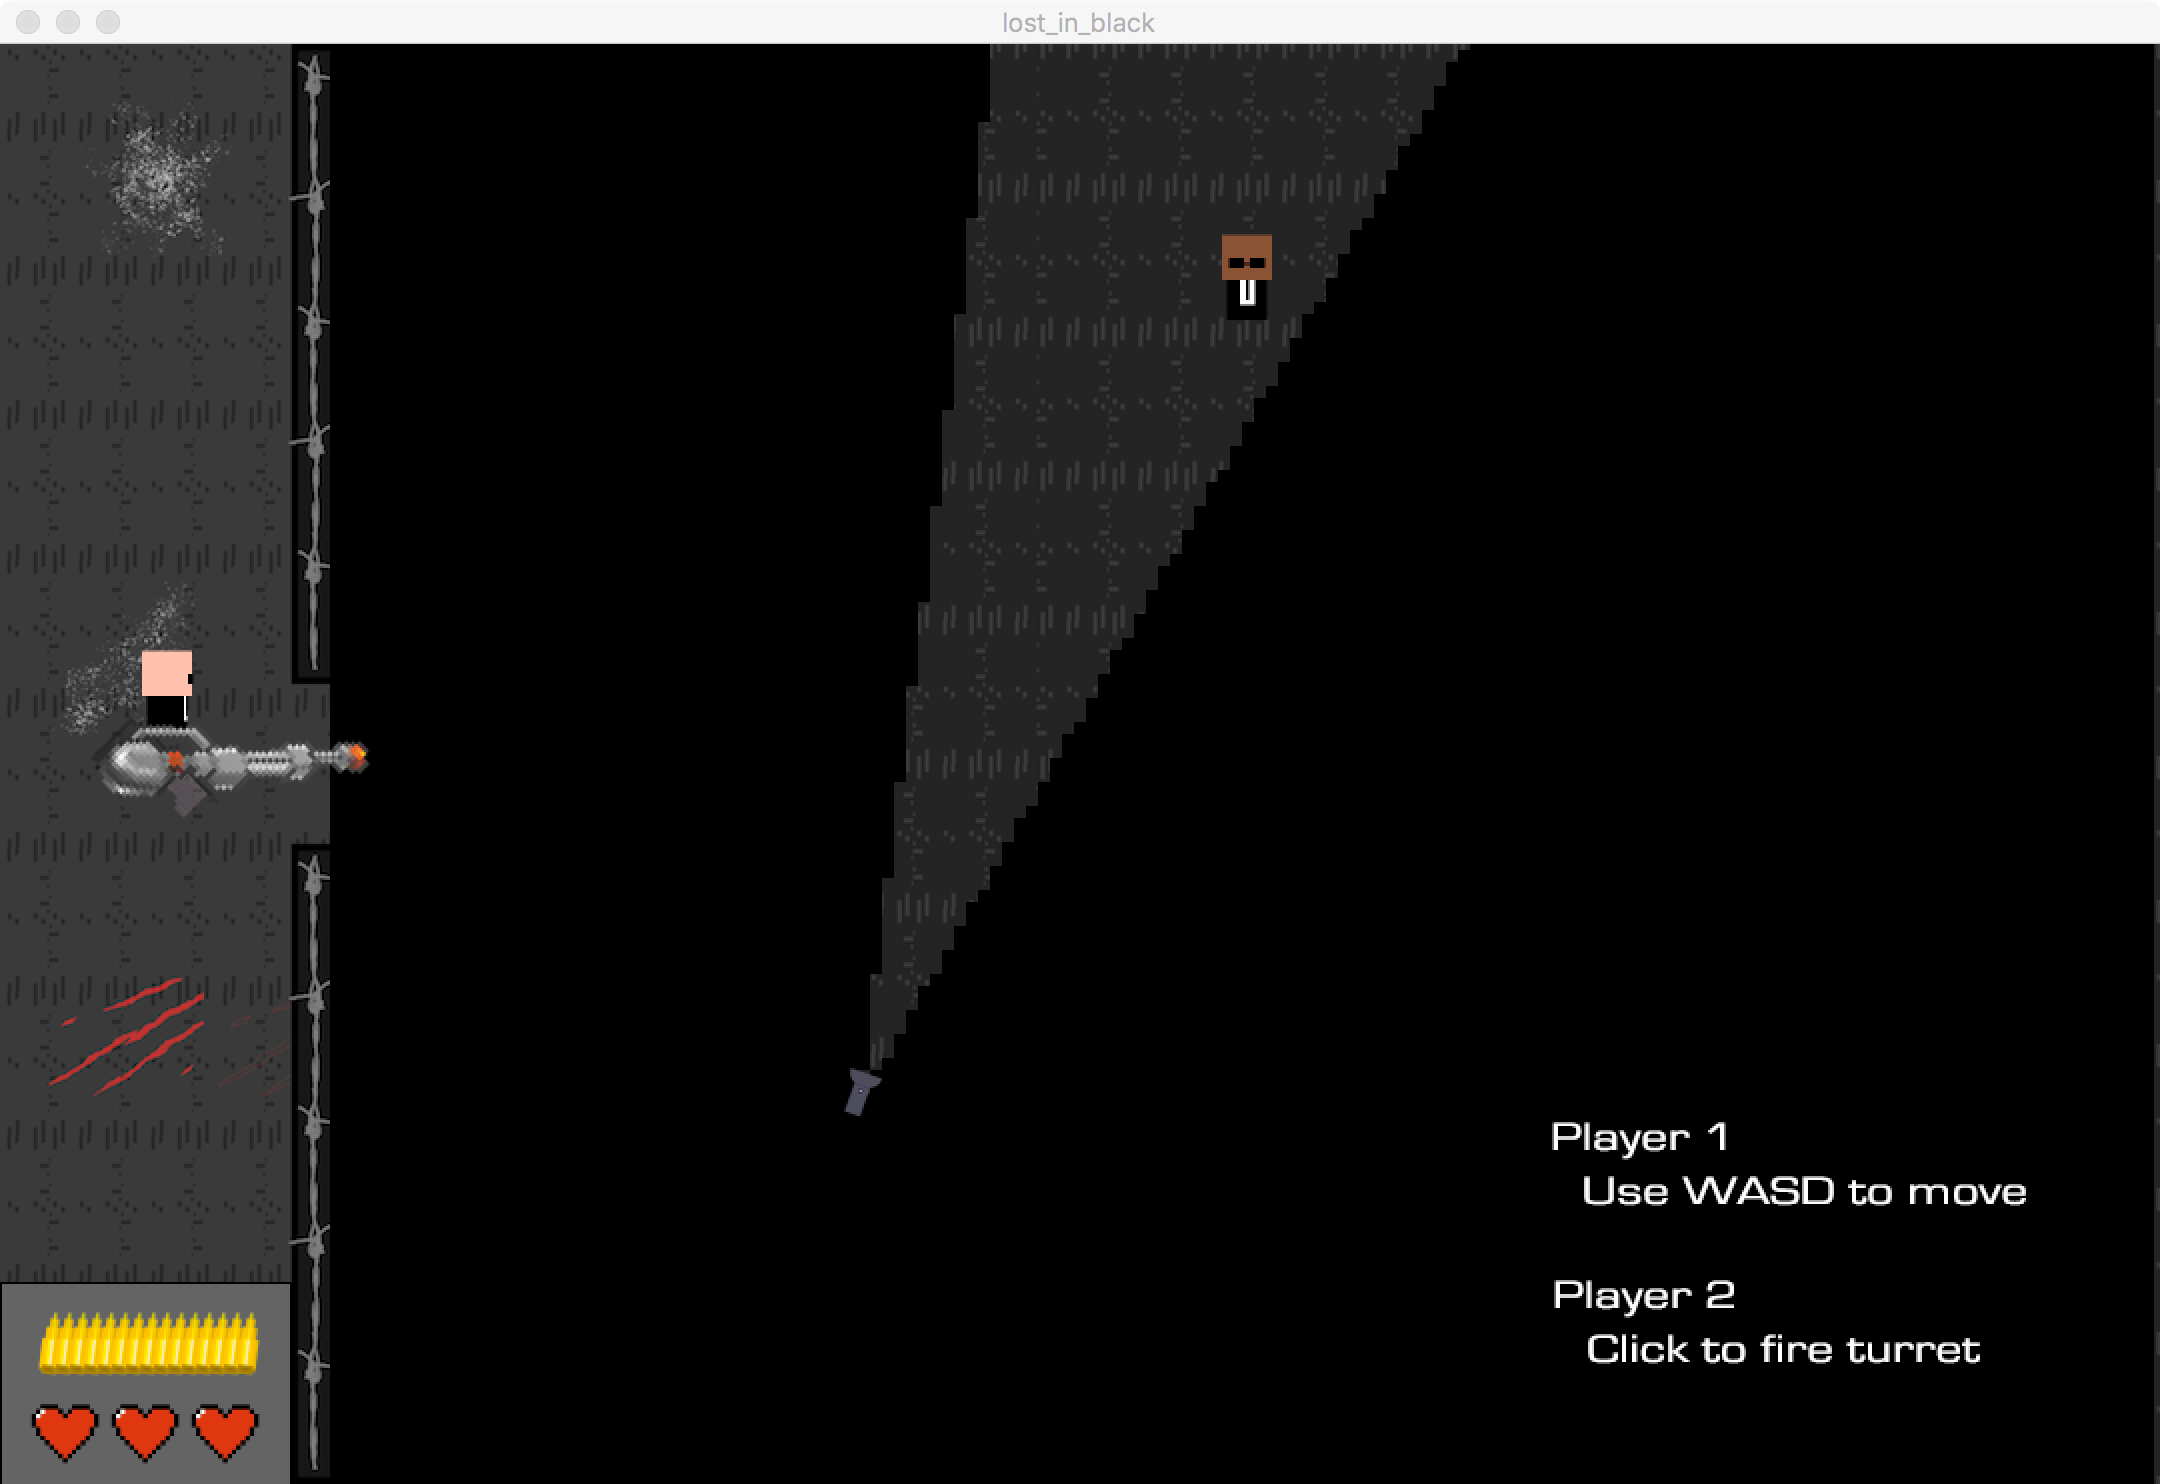 lost_in_black
Player 1
Use WASD to move
Player 2
Click to fire turret